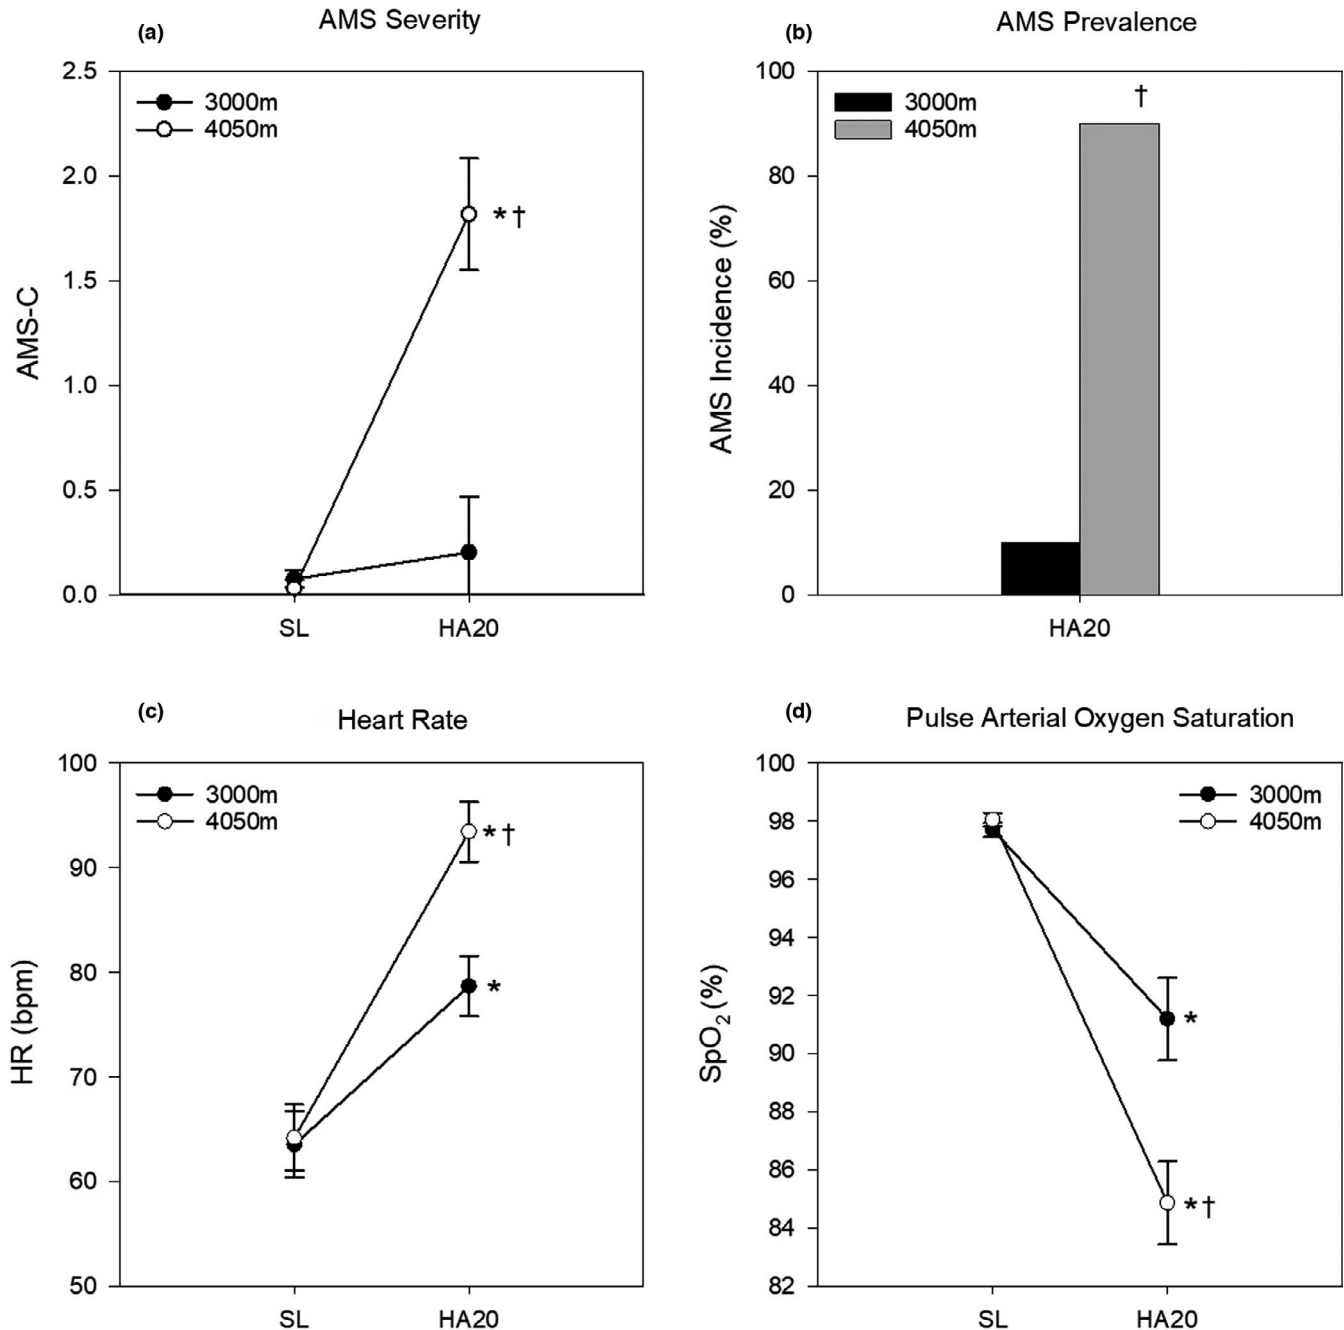 (a) AMS Severity
2.5
2.0
1.5
1.0
0.5
0.0
AMS-C
3000m
4050m
*†
SL HA20
(b) AMS Prevalence
100
80
60
40
20
0
AMS Incidence (%)
3000m
4050m
†
HA20
(c) Heart Rate
100
90
80
70
60
50
HR (bpm)
3000m
4050m
*†
*
SL HA20
(d) Pulse Arterial Oxygen Saturation
100
98
96
94
92
90
88
86
84
82
SpO₂ (%)
3000m
4050m
*
*†
SL HA20